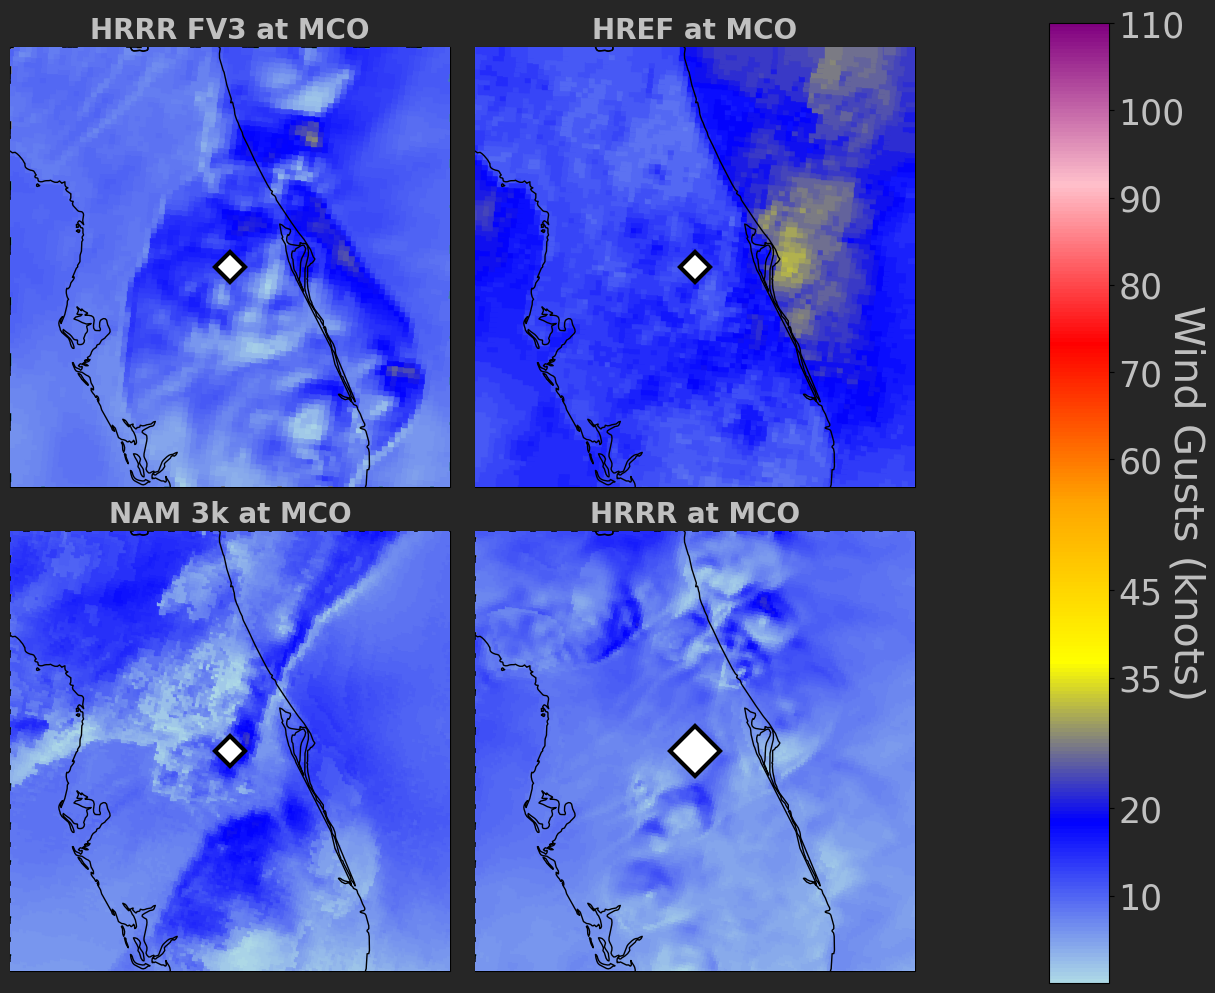 HRRR FV3 at MCO
HREF at MCO
NAM 3k at MCO
HRRR at MCO
110
100
90
80
70
60
45
35
20
10
Wind Gusts (knots)